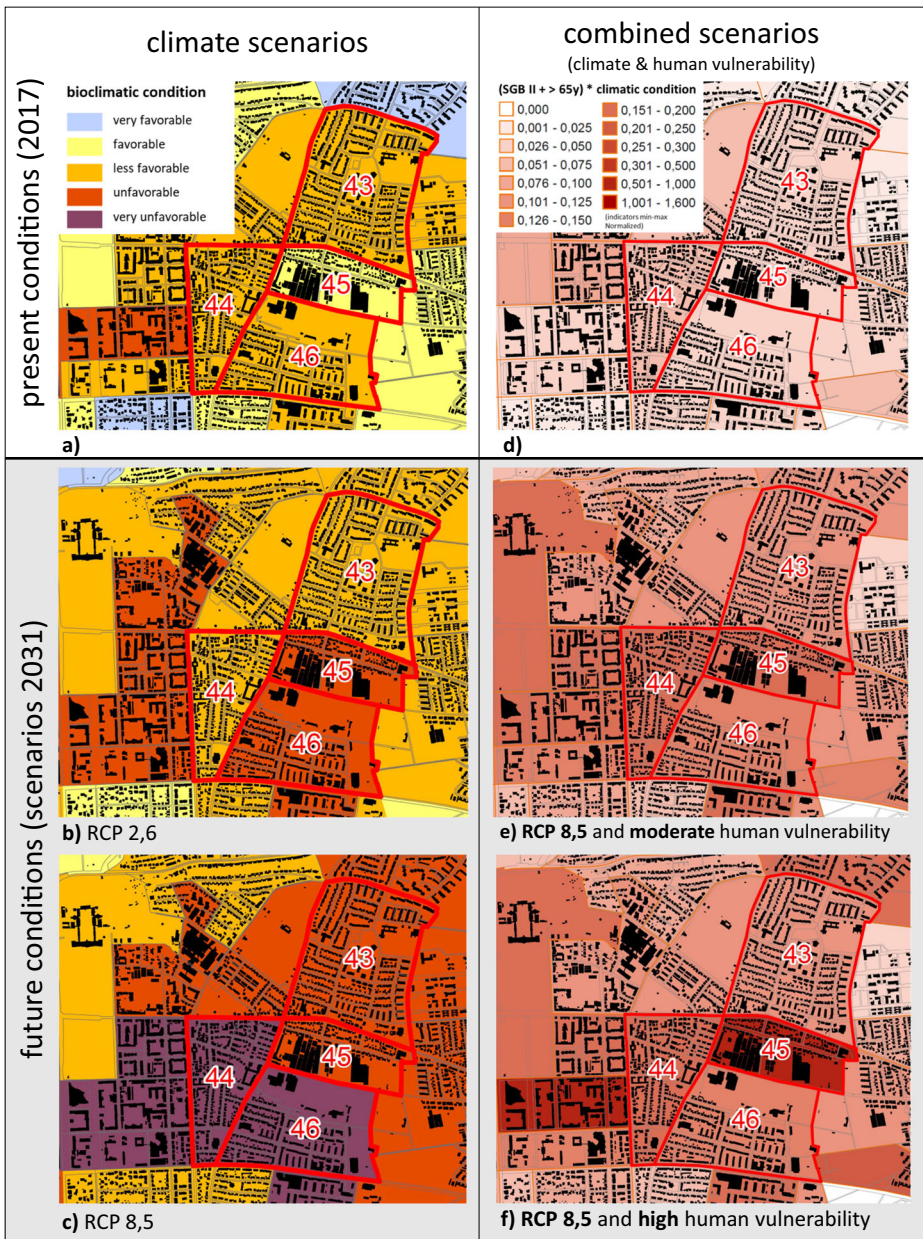 climate scenarios
combined scenarios
(climate & human vulnerability)
present conditions (2017)
bioclimatic condition
very favorable
favorable
less favorable
unfavorable
very unfavorable
43
44
45
46
a)
(SGB II + > 65y) * climatic condition
0,000
0,001 - 0,025
0,026 - 0,050
0,051 - 0,075
0,076 - 0,100
0,101 - 0,125
0,126 - 0,150
0,151 - 0,200
0,201 - 0,250
0,251 - 0,300
0,301 - 0,500
0,501 - 1,000
1,001 - 1,600
(indicators min-max
Normalized)
43
45
44
46
d)
future conditions (scenarios 2031)
43
45
44
46
b) RCP 2,6
43
45
44
46
e) RCP 8,5 and moderate human vulnerability
43
45
44
46
c) RCP 8,5
43
45
44
46
f) RCP 8,5 and high human vulnerability